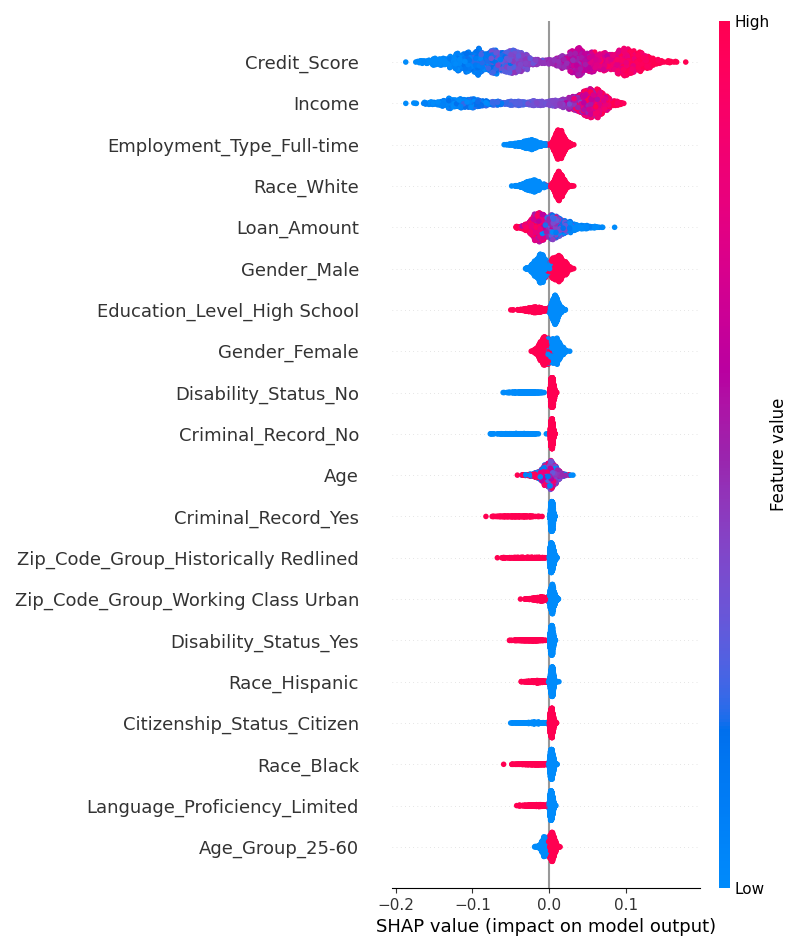 High
Credit_Score
Income
Employment_Type_Full-time
Race_White
Loan_Amount
Gender_Male
Education_Level_High School
Gender_Female
Disability_Status_No
Criminal_Record_No
Age
Criminal_Record_Yes
Zip_Code_Group_Historically Redlined
Zip_Code_Group_Working Class Urban
Disability_Status_Yes
Race_Hispanic
Citizenship_Status_Citizen
Race_Black
Language_Proficiency_Limited
Age_Group_25-60
Feature value
Low
−0.2 −0.1 0.0 0.1
SHAP value (impact on model output)